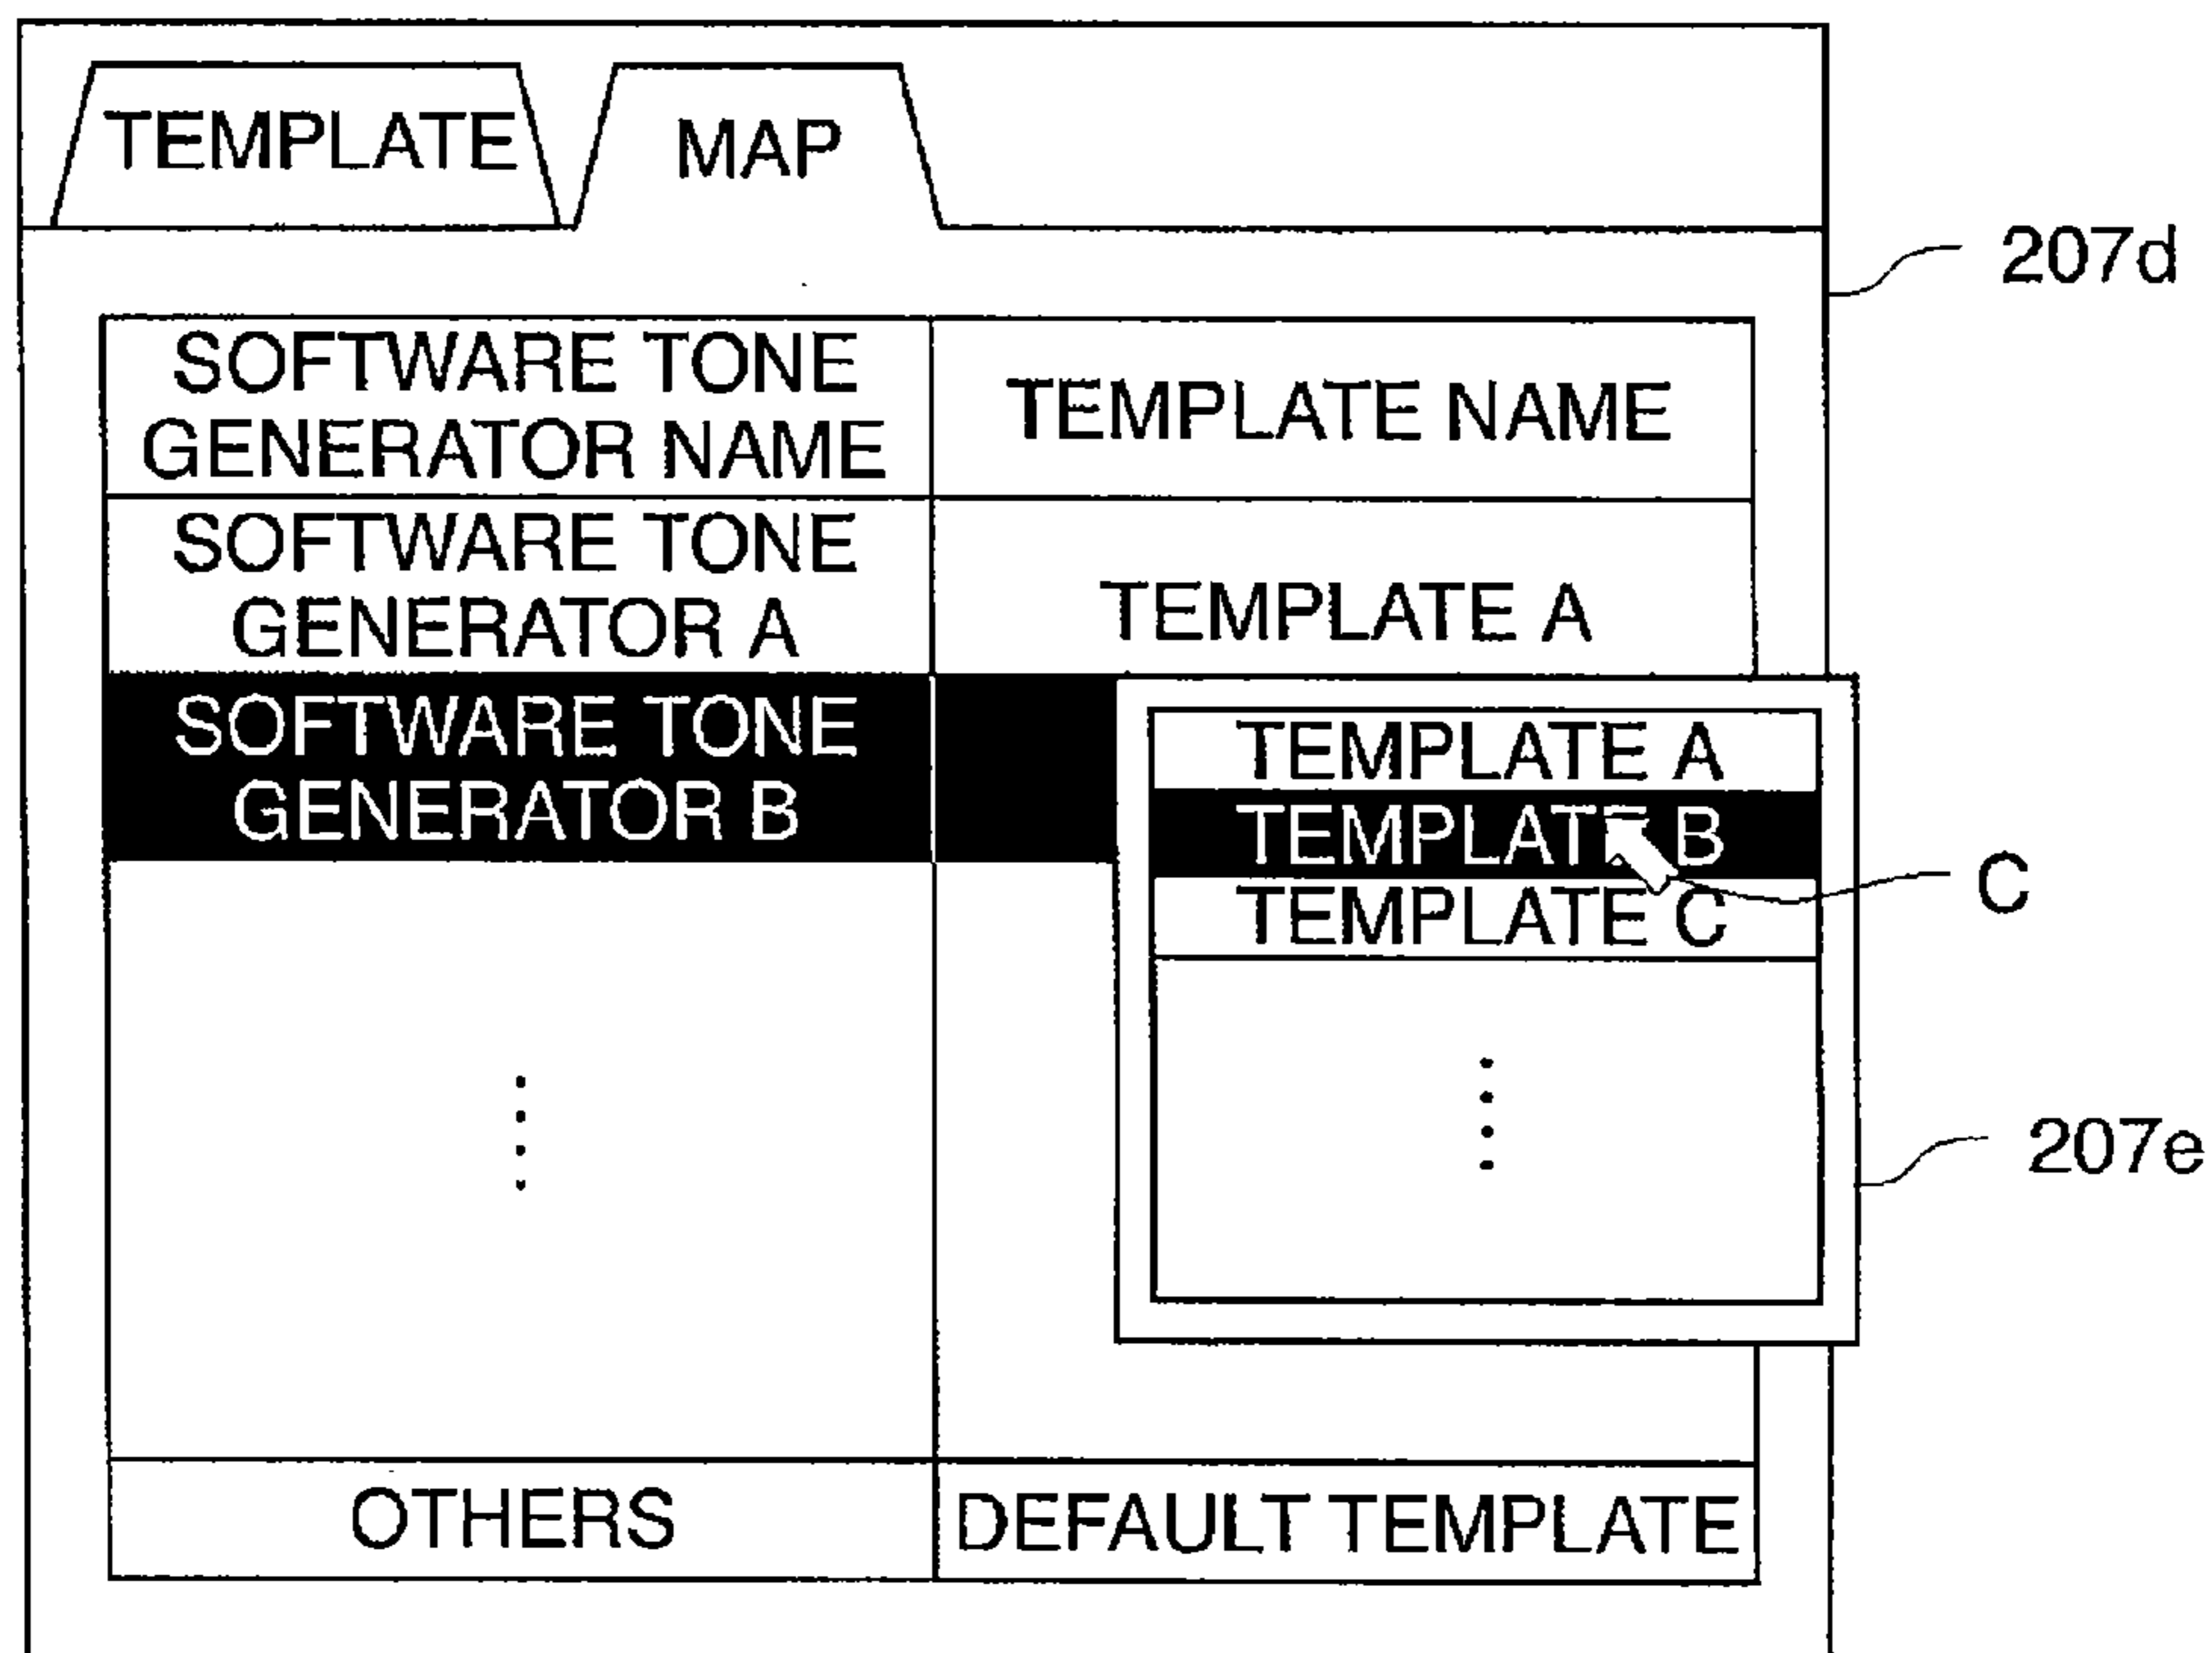 TEMPLATE
MAP
207d
SOFTWARE TONE
GENERATOR NAME
TEMPLATE NAME
SOFTWARE TONE
GENERATOR A
TEMPLATE A
SOFTWARE TONE
GENERATOR B
TEMPLATE A
TEMPLATE B
TEMPLATE C
C
207e
OTHERS
DEFAULT TEMPLATE